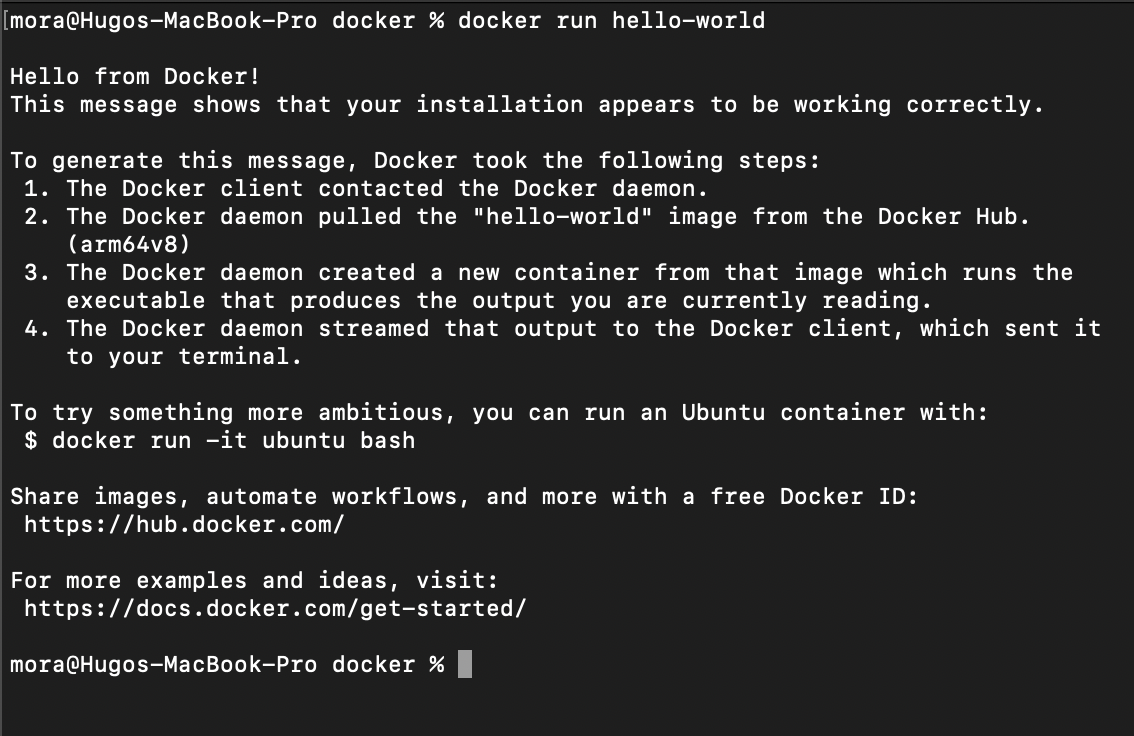 [mora@Hugos-MacBook-Pro docker % docker run hello-world
Hello from Docker!
This message shows that your installation appears to be working correctly.
To generate this message, Docker took the following steps:
1. The Docker client contacted the Docker daemon.
2. The Docker daemon pulled the "hello-world" image from the Docker Hub.
(arm64v8)
3. The Docker daemon created a new container from that image which runs the
executable that produces the output you are currently reading.
4. The Docker daemon streamed that output to the Docker client, which sent it
to your terminal.
To try something more ambitious, you can run an Ubuntu container with:
$ docker run -it ubuntu bash
Share images, automate workflows, and more with a free Docker ID:
https://hub.docker.com/
For more examples and ideas, visit:
https://docs.docker.com/get-started/
mora@Hugos-MacBook-Pro docker %